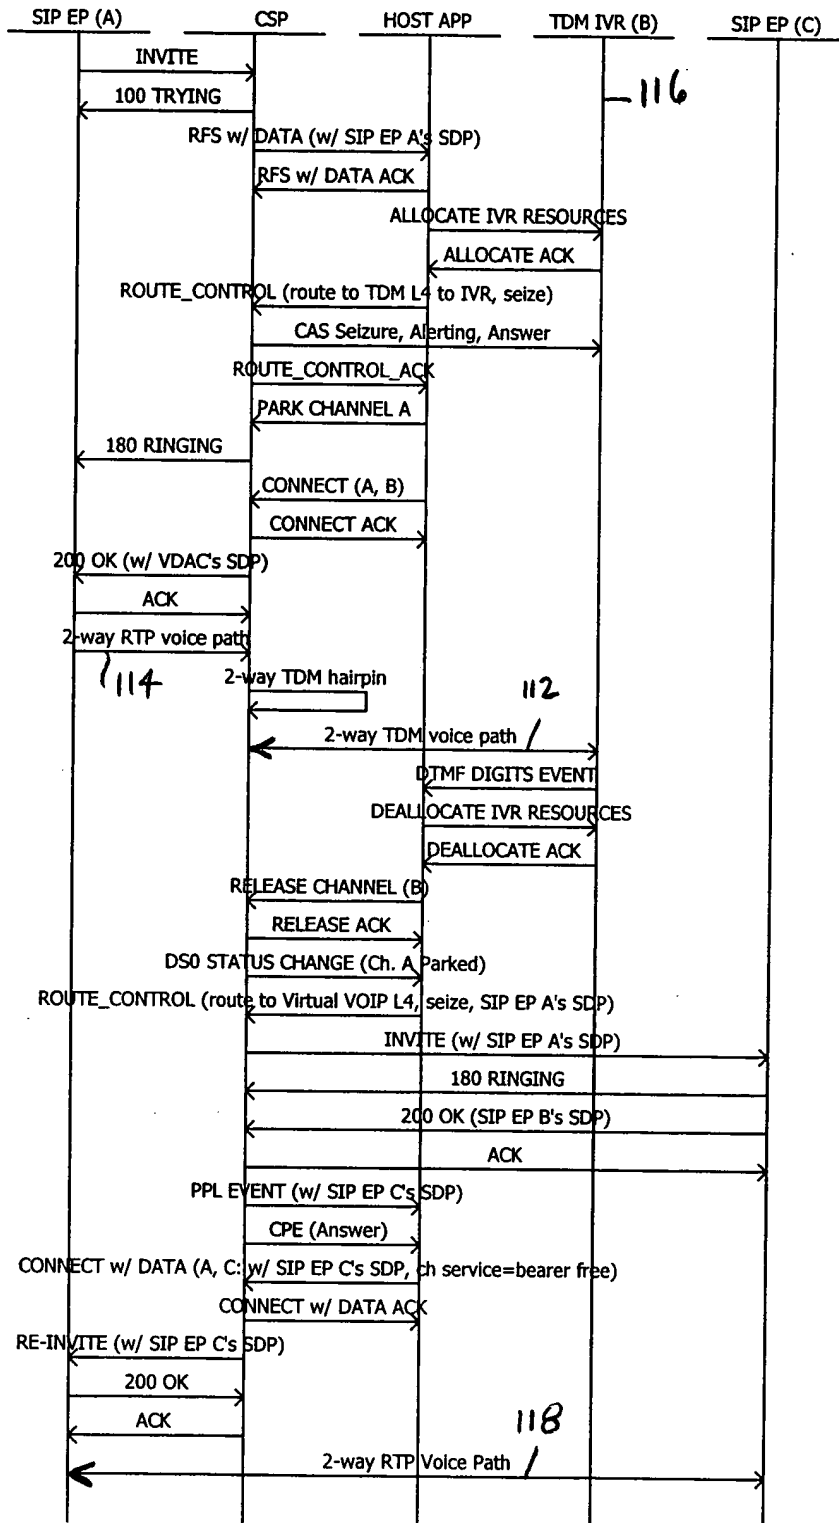 SIP EP (A) CSP HOST APP TDM IVR (B) SIP EP (C)
INVITE
116
100 TRYING
RFS w/ DATA (w/ SIP EP A's SDP)
RFS w/ DATA ACK
ALLOCATE IVR RESOURCES
ALLOCATE ACK
ROUTE_CONTROL (route to TDM L4 to IVR, seize)
CAS Seizure, Alerting, Answer
ROUTE_CONTROL_ACK
PARK CHANNEL A
180 RINGING
CONNECT (A, B)
CONNECT ACK
200 OK (w/ VDAC's SDP)
ACK
2-way RTP voice path
114
2-way TDM hairpin
112
2-way TDM voice path
DTMF DIGITS EVENT
DEALLOCATE IVR RESOURCES
DEALLOCATE ACK
RELEASE CHANNEL (B)
RELEASE ACK
DS0 STATUS CHANGE (Ch. A Parked)
ROUTE_CONTROL (route to Virtual VOIP L4, seize, SIP EP A's SDP)
INVITE (w/ SIP EP A's SDP)
180 RINGING
200 OK (SIP EP B's SDP)
ACK
PPL EVENT (w/ SIP EP C's SDP)
CPE (Answer)
CONNECT w/ DATA (A, C: w/ SIP EP C's SDP, ch service=bearer free)
CONNECT w/ DATA ACK
RE-INVITE (w/ SIP EP C's SDP)
200 OK
ACK
118
2-way RTP Voice Path